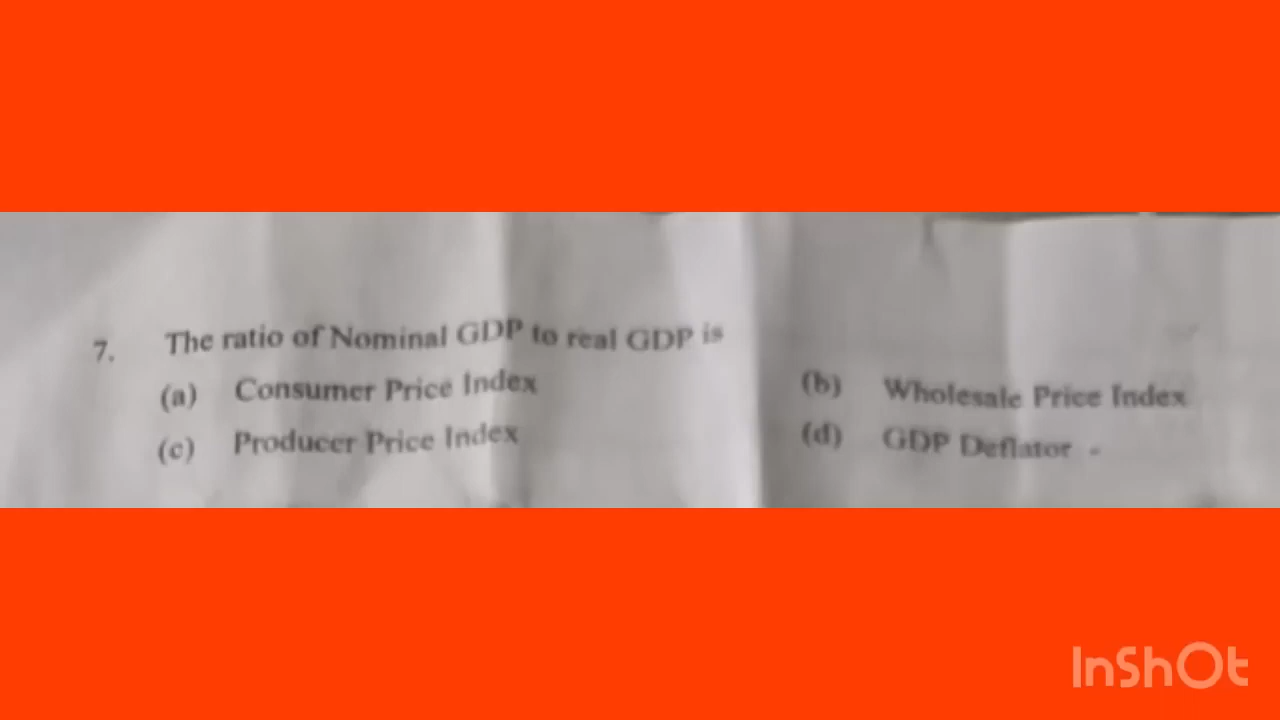 7. The ratio of Nominal GDP to real GDP is
(a) Consumer Price Index (b) Wholesale Price Index
(c) Producer Price Index (d) GDP Deflator -
InShOt